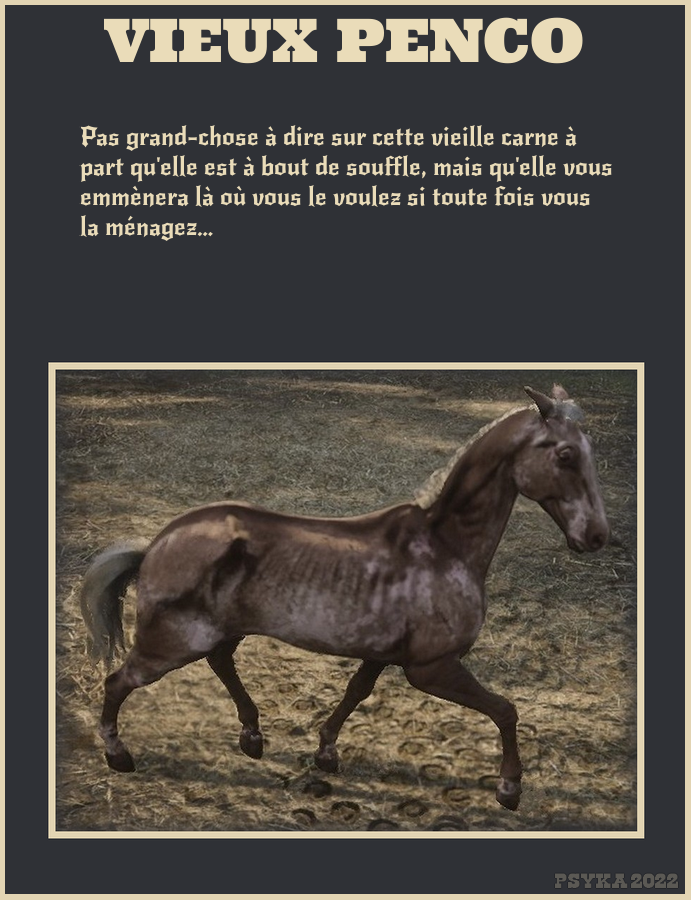 VIEUX PENCO
Pas grand-chose à dire sur cette vieille carne à
part qu'elle est à bout de souffle, mais qu'elle vous
emmènera là où vous le voulez si toute fois vous
la ménagez...
PSYKA 2022